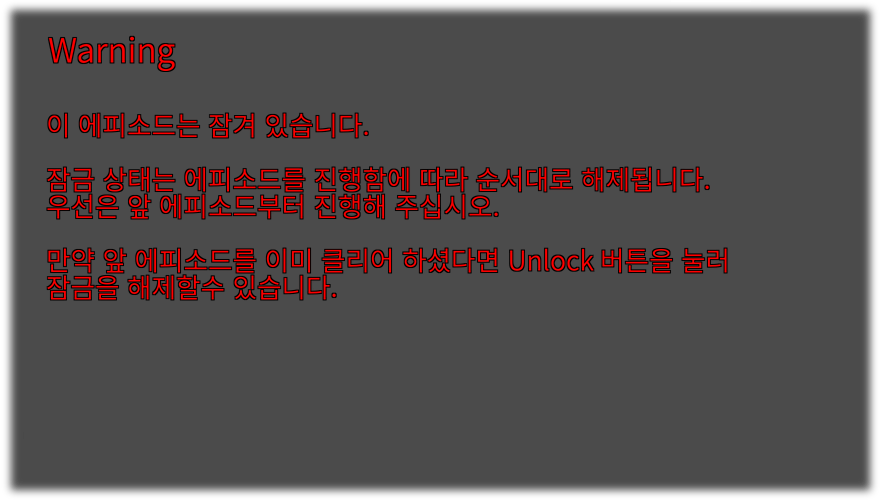 Warning
이 에피소드는 잠겨 있습니다.
잠금 상태는 에피소드를 진행함에 따라 순서대로 해제됩니다.
우선은 앞 에피소드부터 진행해 주십시오.
만약 앞 에피소드를 이미 클리어 하셨다면 Unlock 버튼을 눌러
잠금을 해제할수 있습니다.